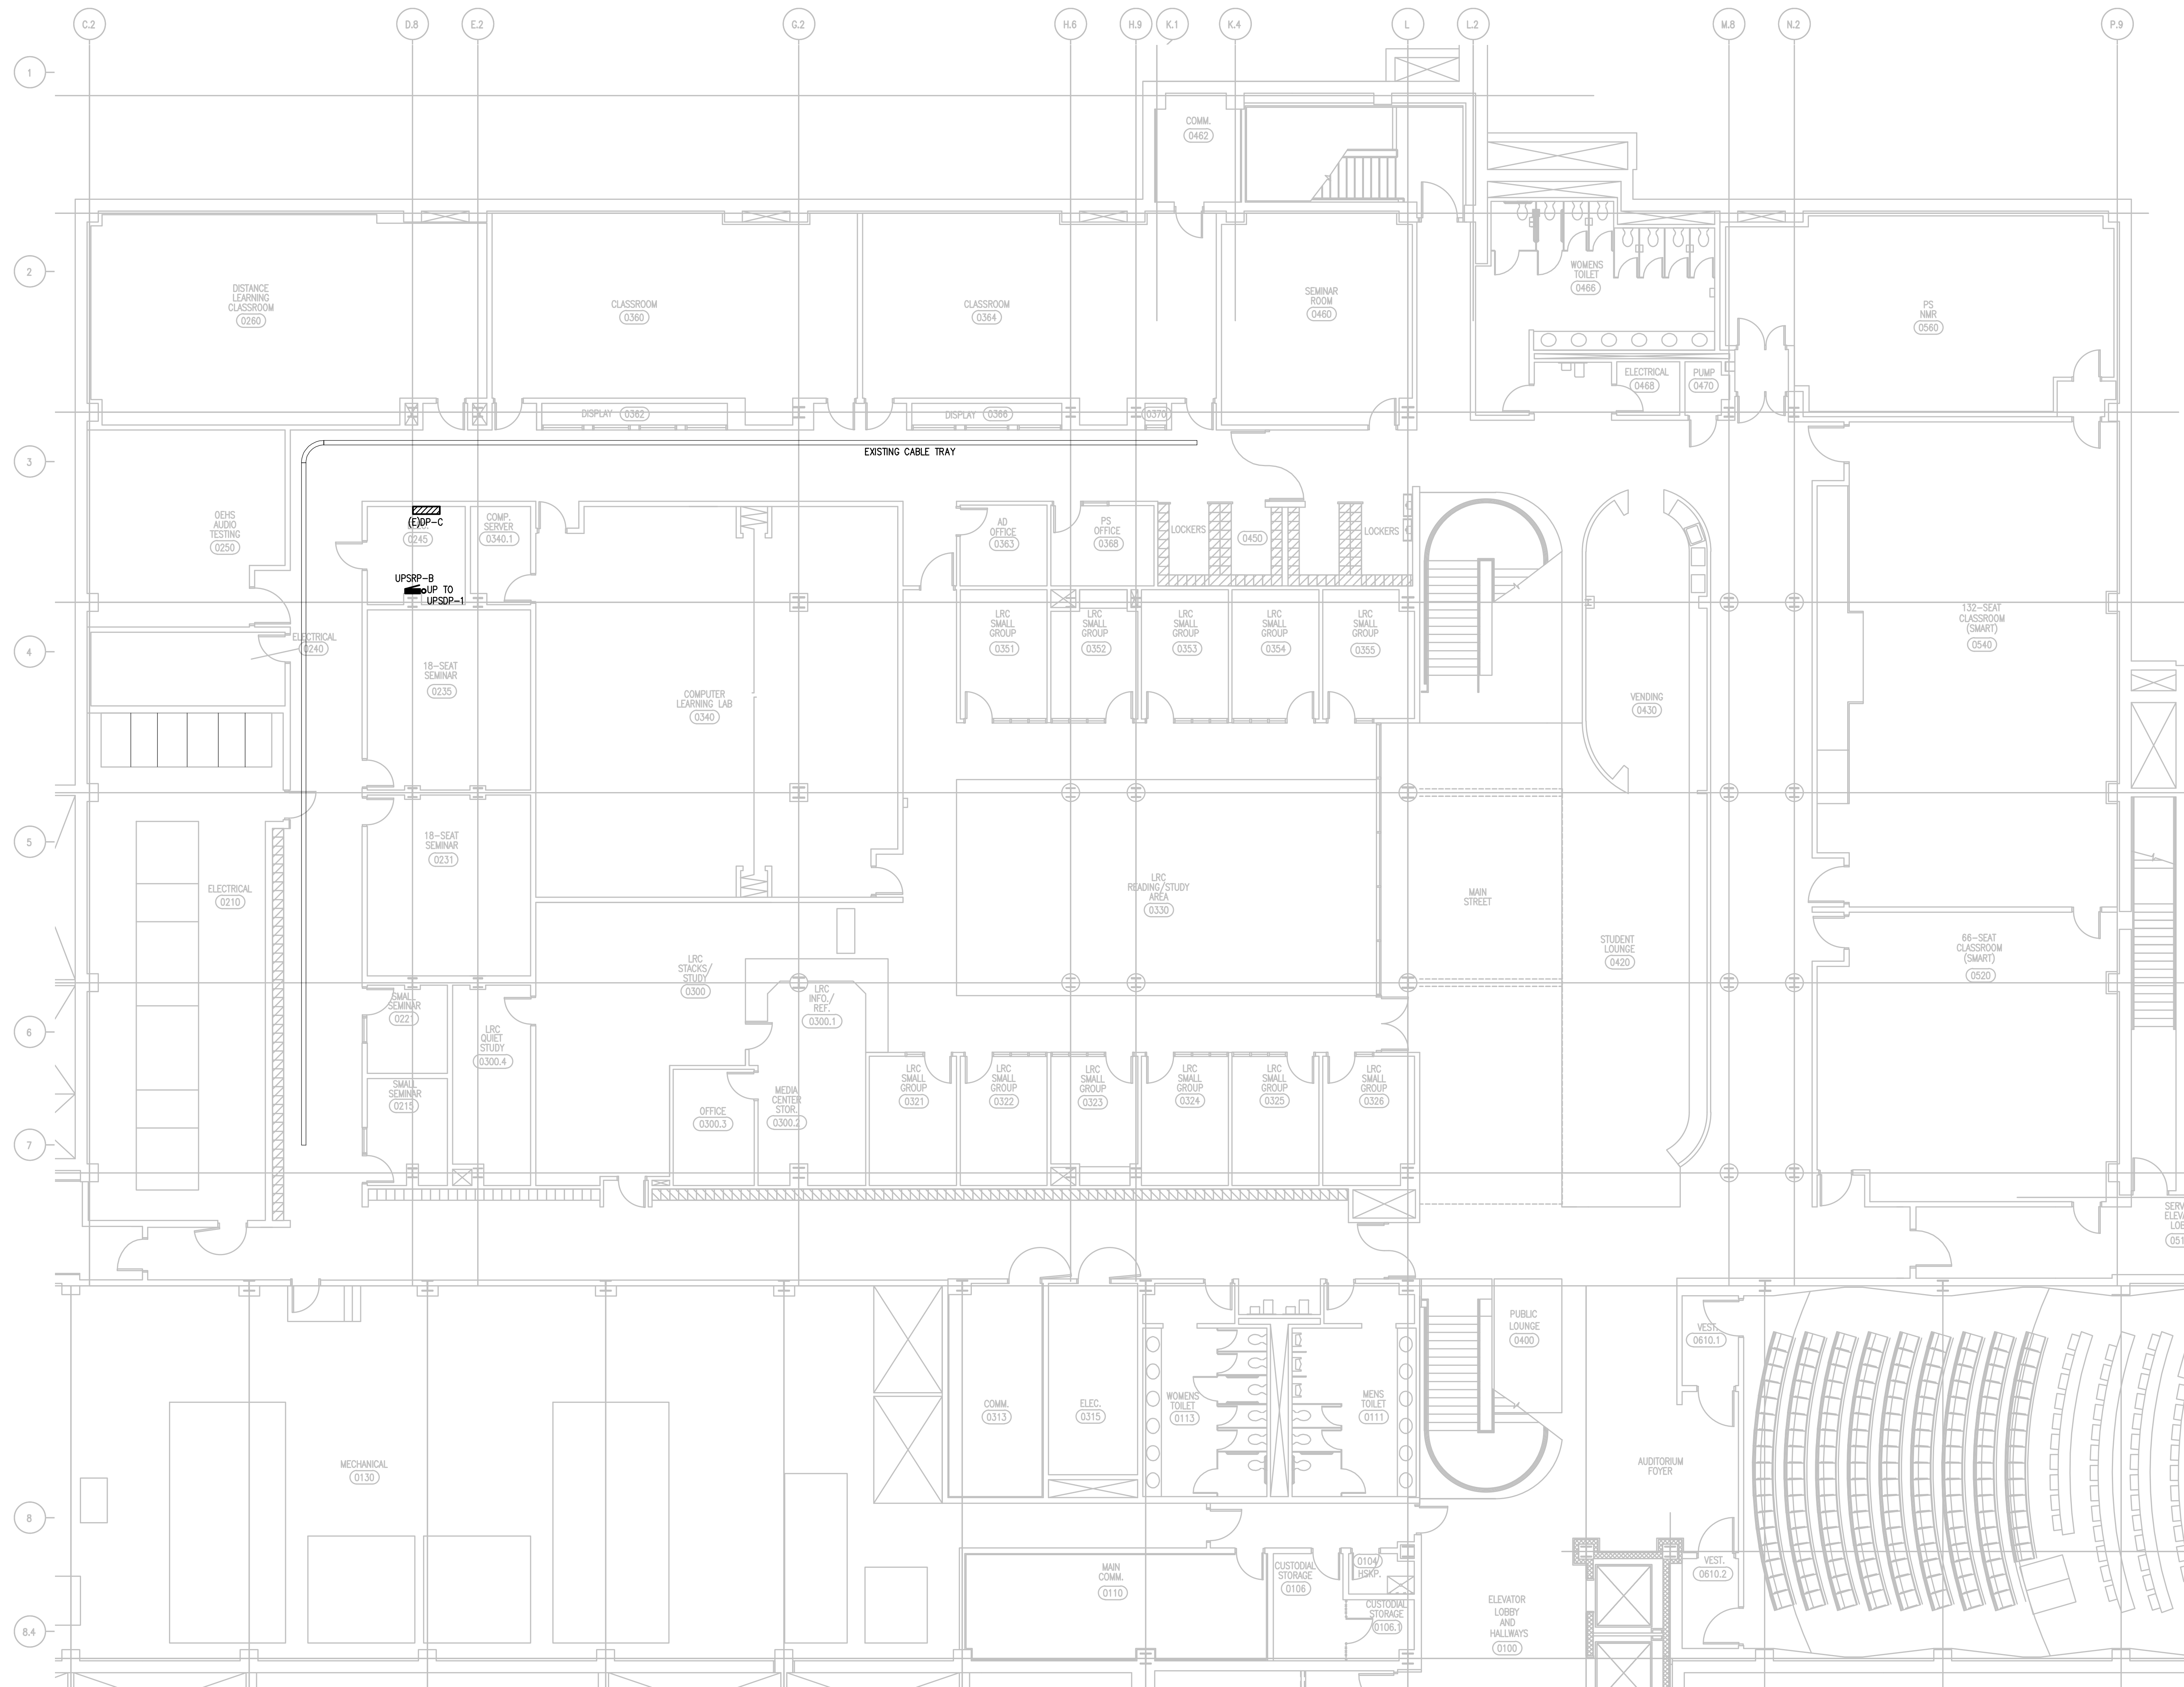 C.2
D.8
E.2
G.2
H.6
H.9
K.1
K.4
L
L.2
M.8
N.2
P.9
1
COMM.
0462
2
DISTANCE
LEARNING
CLASSROOM
0260
CLASSROOM
0360
CLASSROOM
0364
SEMINAR
ROOM
0460
WOMENS
TOILET
0466
PS
NMR
0560
ELECTRICAL
0468
PUMP
0470
DISPLAY 0362
DISPLAY 0366
0370
3
EXISTING CABLE TRAY
OEHS
AUDIO
TESTING
0250
(E)DP-C
0245
COMP.
SERVER
0340.1
AD
OFFICE
0363
PS
OFFICE
0368
LOCKERS
0450
LOCKERS
UPSRP-B
UP TO
UPSDP-1
4
ELECTRICAL
0240
18-SEAT
SEMINAR
0235
COMPUTER
LEARNING LAB
0340
LRC
SMALL
GROUP
0351
LRC
SMALL
GROUP
0352
LRC
SMALL
GROUP
0353
LRC
SMALL
GROUP
0354
LRC
SMALL
GROUP
0355
VENDING
0430
132-SEAT
CLASSROOM
(SMART)
0540
5
18-SEAT
SEMINAR
0231
ELECTRICAL
0210
LRC
READING/STUDY
AREA
0330
MAIN
STREET
STUDENT
LOUNGE
0420
66-SEAT
CLASSROOM
(SMART)
0520
LRC
STACKS/
STUDY
0300
LRC
INFO./
REF.
0300.1
6
SMALL
SEMINAR
0221
LRC
QUIET
STUDY
0300.4
SMALL
SEMINAR
0215
OFFICE
0300.3
MEDIA
CENTER
STOR.
0300.2
LRC
SMALL
GROUP
0321
LRC
SMALL
GROUP
0322
LRC
SMALL
GROUP
0323
LRC
SMALL
GROUP
0324
LRC
SMALL
GROUP
0325
LRC
SMALL
GROUP
0326
7
PUBLIC
LOUNGE
0400
VEST.
0610.1
COMM.
0313
ELEC.
0315
WOMENS
TOILET
0113
MENS
TOILET
0111
MECHANICAL
0130
AUDITORIUM
FOYER
8
MAIN
COMM.
0110
CUSTODIAL
STORAGE
0106
0104
HSKP.
CUSTODIAL
STORAGE
0106.1
VEST.
0610.2
ELEVATOR
LOBBY
AND
HALLWAYS
0100
8.4